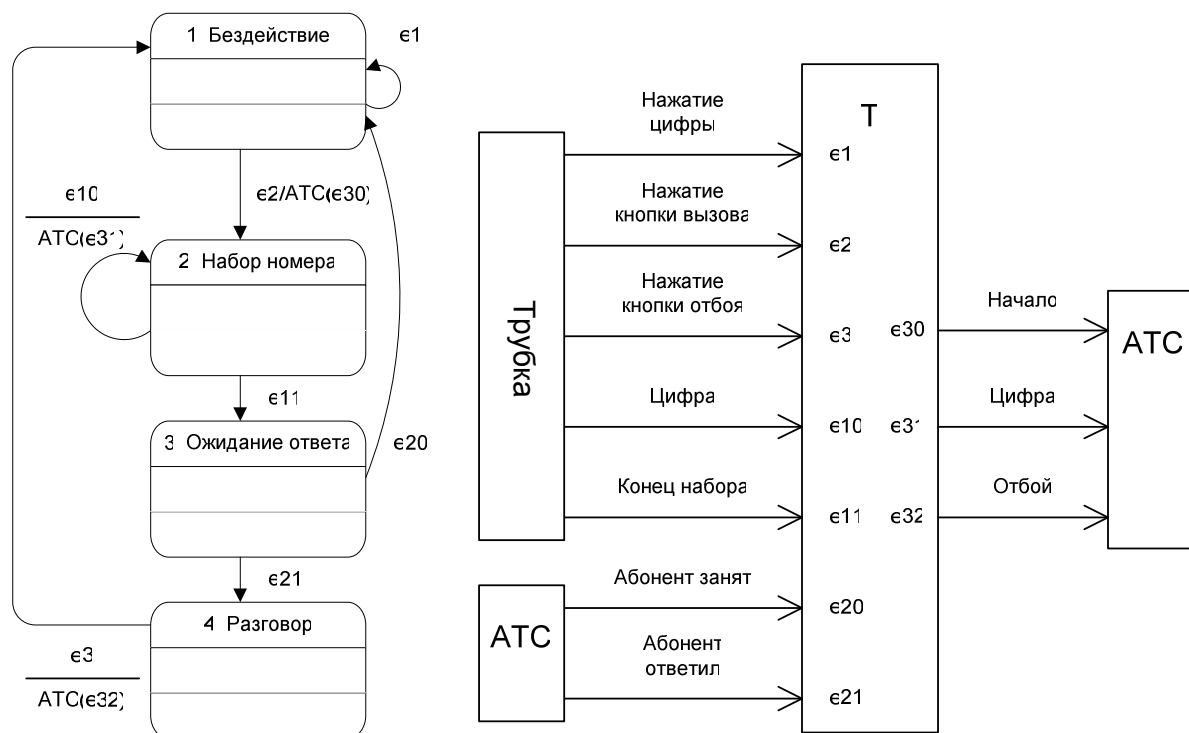 1 Бездействие
є1
є2/АТС(є30)
є10
АТС(є31)
2 Набор номера
є11
3 Ожидание ответа
є20
є21
4 Разговор
є3
АТС(є32)
Трубка
АТС
Нажатие
цифры
Нажатие
кнопки вызова
Нажатие
кнопки отбоя
Цифра
Конец набора
Абонент занят
Абонент
ответил
Т
є1
є2
є3
є10
є11
є20
є21
є30
є31
є32
Начало
Цифра
Отбой
АТС